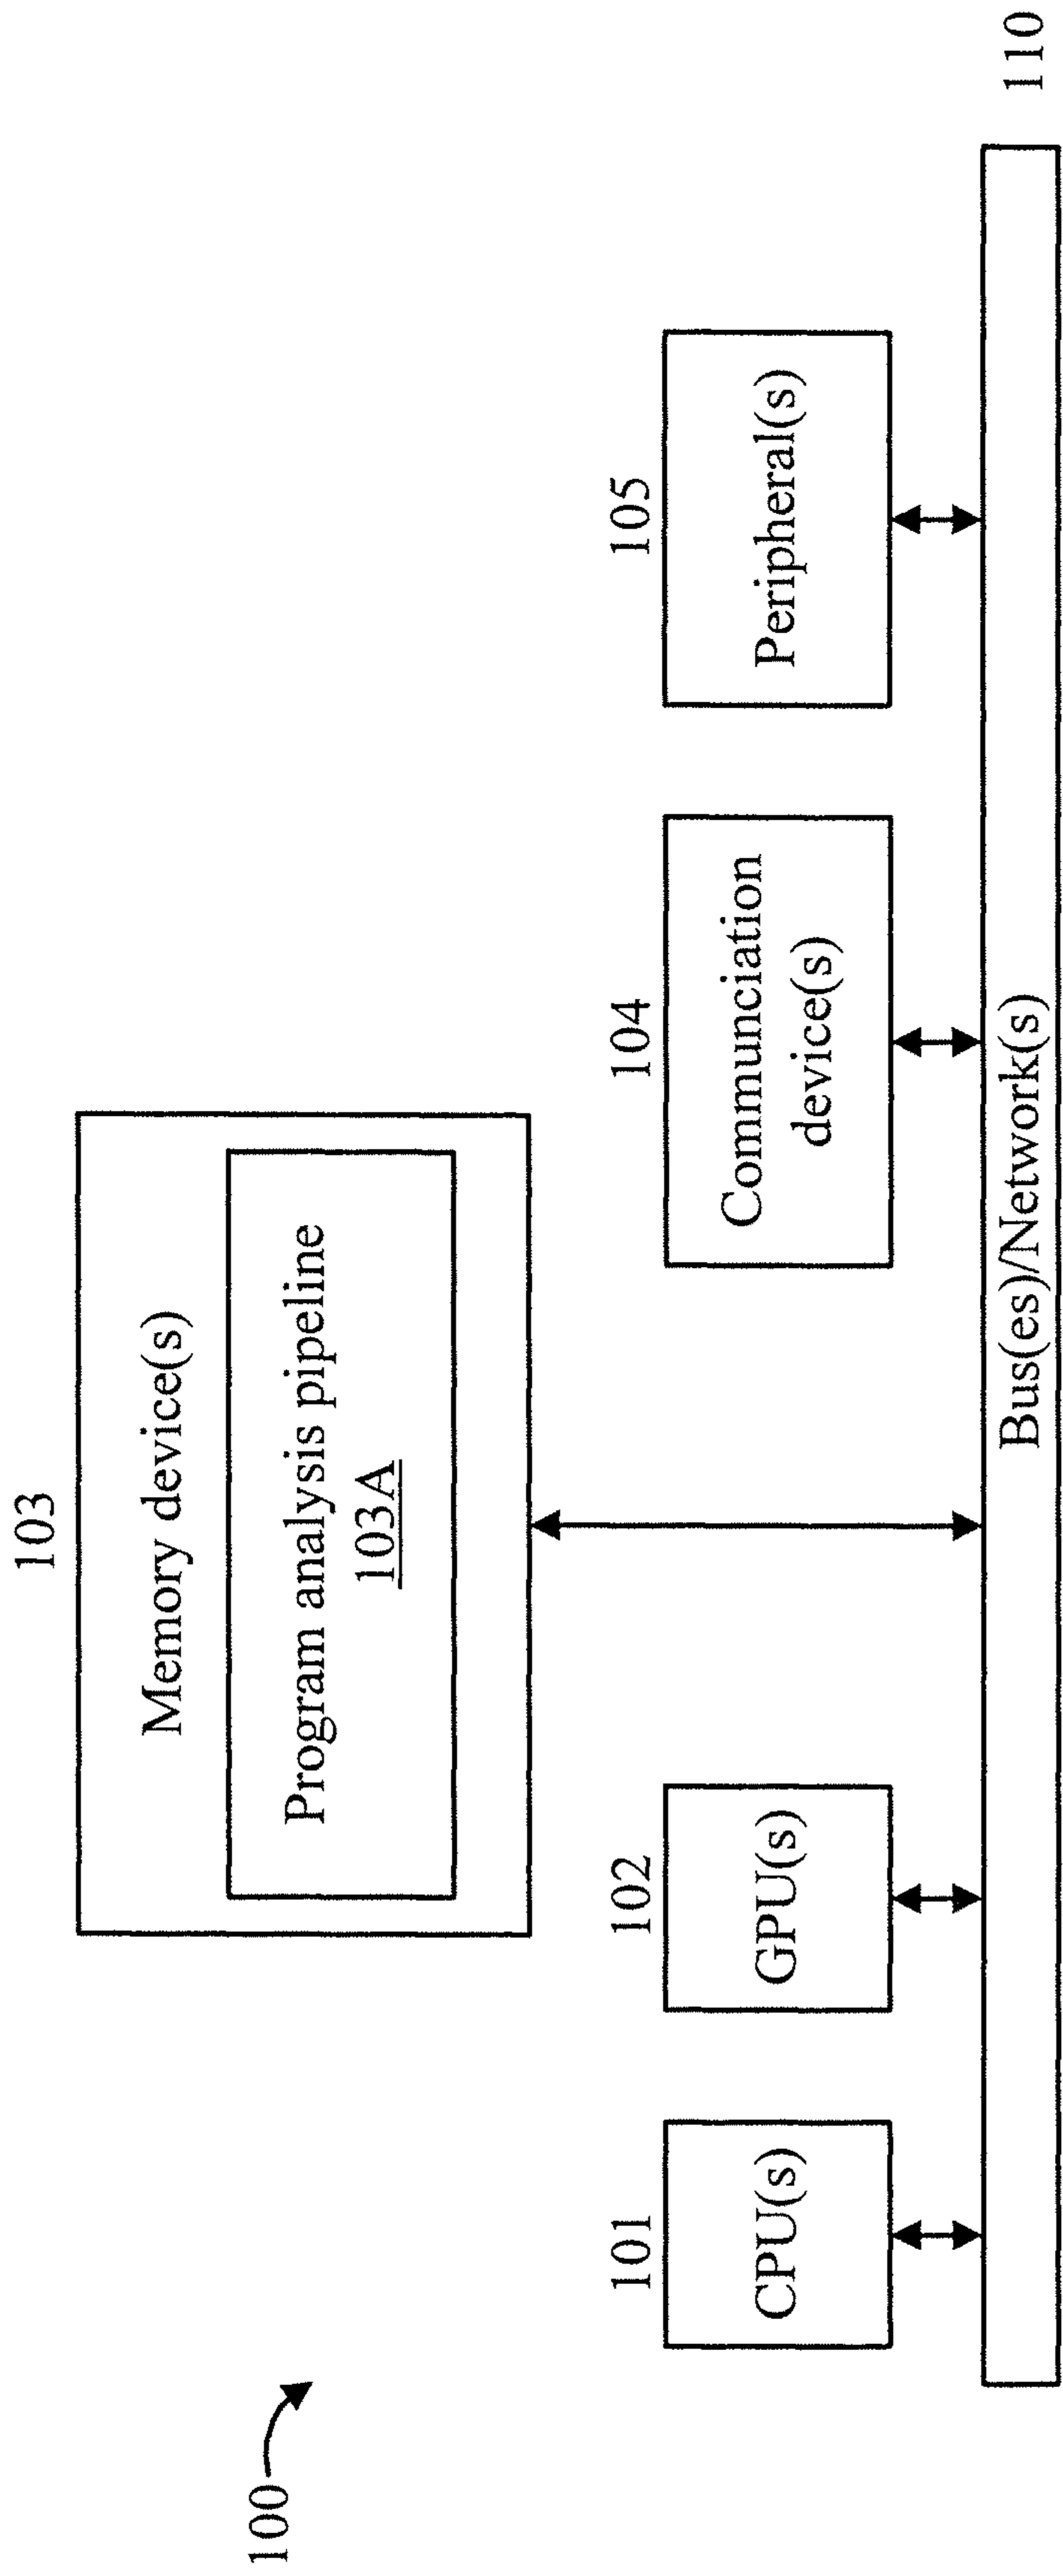 100
103
Memory device(s)
Program analysis pipeline
103A
101
CPU(s)
102
GPU(s)
104
Communciation
device(s)
105
Peripheral(s)
Bus(es)/Network(s)
110